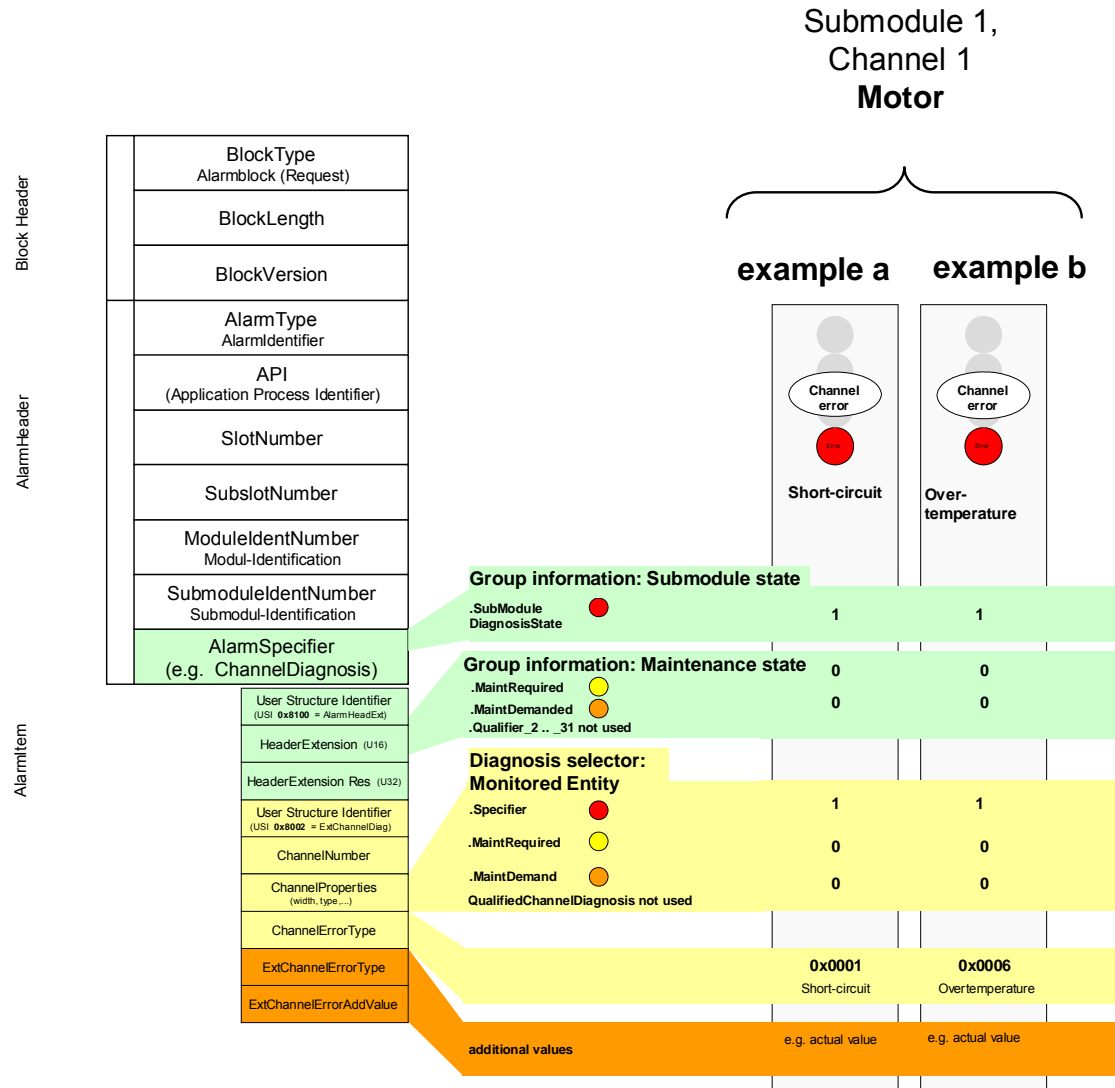 Submodule 1,
Channel 1
Motor
Block Header
AlarmHeader
AlarmItem
BlockType
Alarmblock (Request)
BlockLength
BlockVersion
AlarmType
AlarmIdentifier
API
(Application Process Identifier)
SlotNumber
SubslotNumber
ModuleIdentNumber
Modul-Identification
SubmoduleIdentNumber
Submodul-Identification
AlarmSpecifier
(e.g. ChannelDiagnosis)
User Structure Identifier
(USI 0x8100 = AlarmHeadExt)
HeaderExtension (U16)
HeaderExtension Res (U32)
User Structure Identifier
(USI 0x8002 = ExtChannelDiag)
ChannelNumber
ChannelProperties
(width, type,...)
ChannelErrorType
ExtChannelErrorType
ExtChannelErrorAddValue
example a
example b
Channel
error
Error
Short-circuit
Channel
error
Error
Over-
temperature
Group information: Submodule state
.SubModule
DiagnosisState
1
1
Group information: Maintenance state
0
0
.MaintRequired
.MaintDemanded
0
0
.Qualifier_2 .. _31 not used
Diagnosis selector:
Monitored Entity
.Specifier
1
1
.MaintRequired
0
0
.MaintDemand
0
0
QualifiedChannelDiagnosis not used
0x0001
Short-circuit
0x0006
Overtemperature
additional values
e.g. actual value
e.g. actual value